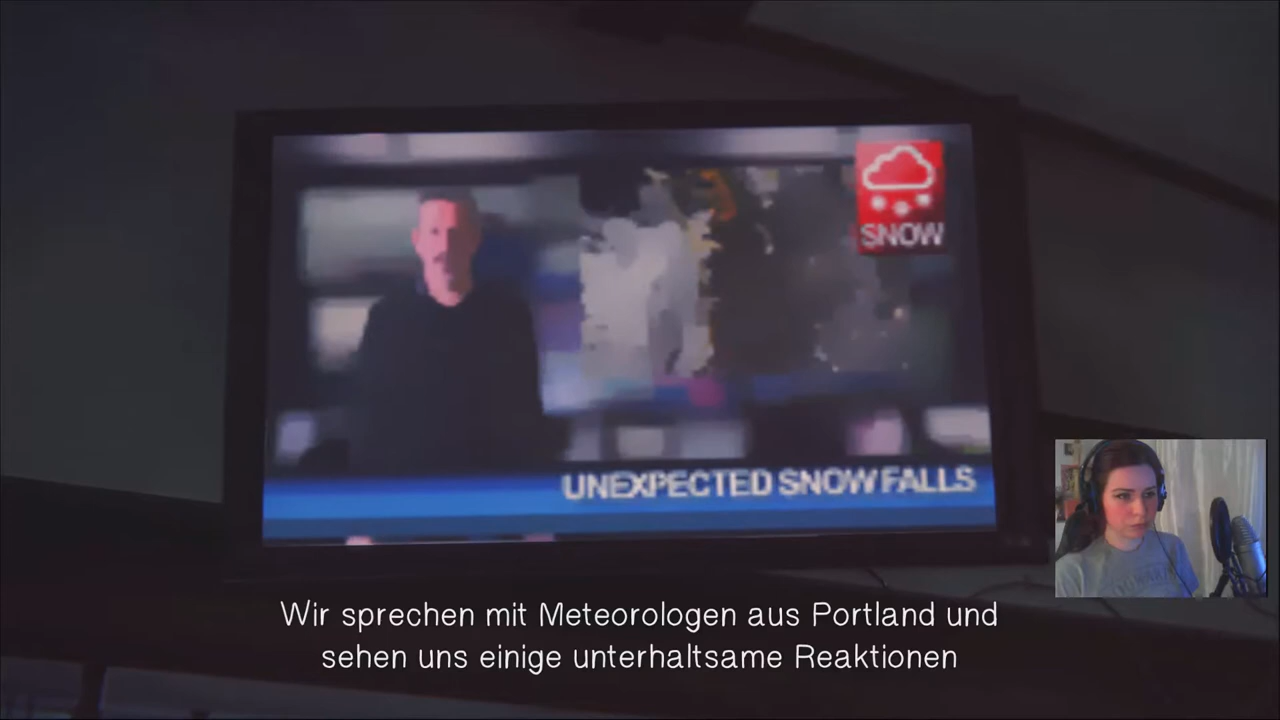 SNOW
UNEXPECTED SNOW FALLS
Wir sprechen mit Meteorologen aus Portland und
sehen uns einige unterhaltsame Reaktionen